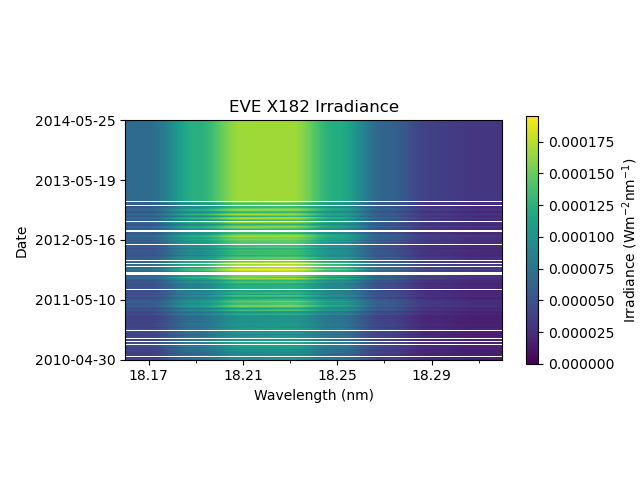 EVE X182 Irradiance
2014-05-25
2013-05-19
2012-05-16
2011-05-10
2010-04-30
Date
18.17 18.21 18.25 18.29
Wavelength (nm)
0.000175
0.000150
0.000125
0.000100
0.000075
0.000050
0.000025
0.000000
Irradiance (Wm⁻²nm⁻¹)